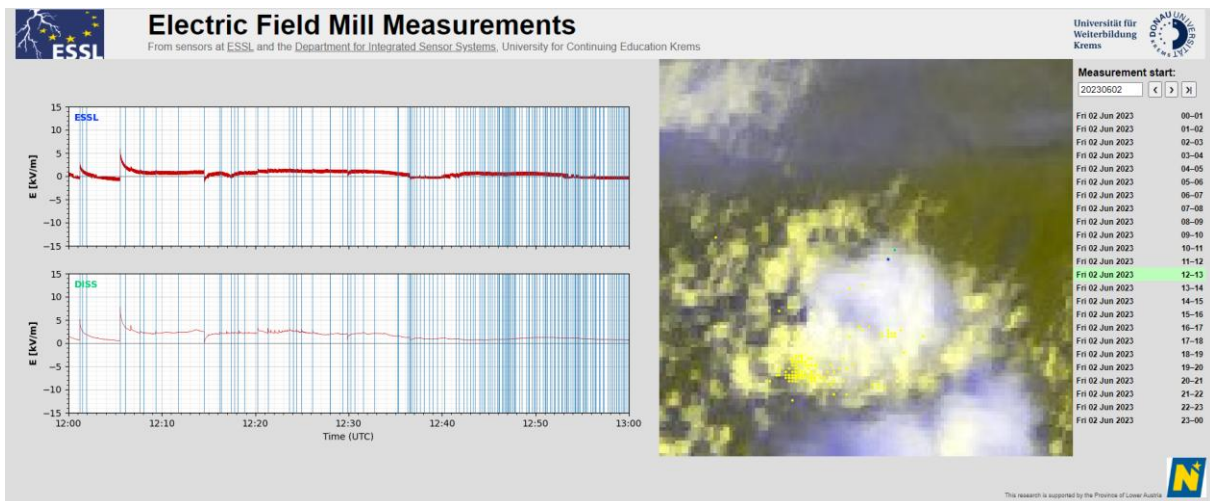 ESSL
Electric Field Mill Measurements
From sensors at ESSL and the Department for Integrated Sensor Systems, University for Continuing Education Krems
Universität für
Weiterbildung
Krems
DONAU UNIVERSITÄT KREMS
Measurement start:
20230602
Fri 02 Jun 2023 00–01
Fri 02 Jun 2023 01–02
Fri 02 Jun 2023 02–03
Fri 02 Jun 2023 03–04
Fri 02 Jun 2023 04–05
Fri 02 Jun 2023 05–06
Fri 02 Jun 2023 06–07
Fri 02 Jun 2023 07–08
Fri 02 Jun 2023 08–09
Fri 02 Jun 2023 09–10
Fri 02 Jun 2023 10–11
Fri 02 Jun 2023 11–12
Fri 02 Jun 2023 12–13
Fri 02 Jun 2023 13–14
Fri 02 Jun 2023 14–15
Fri 02 Jun 2023 15–16
Fri 02 Jun 2023 16–17
Fri 02 Jun 2023 17–18
Fri 02 Jun 2023 18–19
Fri 02 Jun 2023 19–20
Fri 02 Jun 2023 20–21
Fri 02 Jun 2023 21–22
Fri 02 Jun 2023 22–23
Fri 02 Jun 2023 23–00
ESSL
E [kV/m]
15
10
5
0
−5
−10
−15
DISS
E [kV/m]
15
10
5
0
−5
−10
−15
12:00 12:10 12:20 12:30 12:40 12:50 13:00
Time (UTC)
This research is supported by the Province of Lower Austria
N